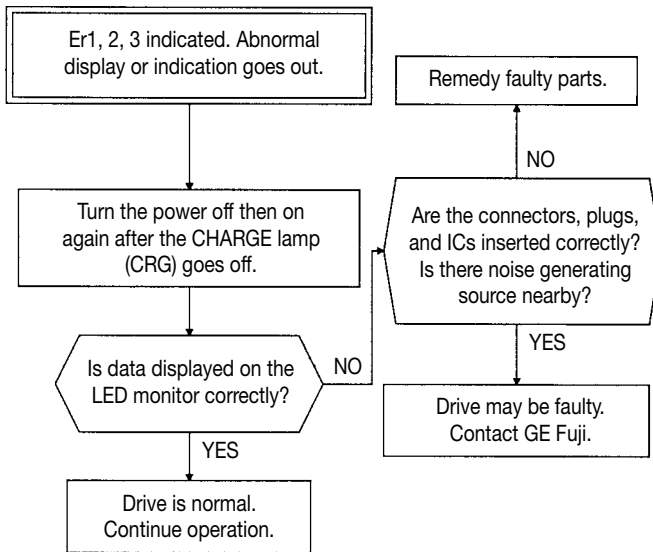 Er1, 2, 3 indicated. Abnormal
display or indication goes out.
Turn the power off then on
again after the CHARGE lamp
(CRG) goes off.
Is data displayed on the
LED monitor correctly?
NO
YES
Drive is normal.
Continue operation.
Remedy faulty parts.
NO
Are the connectors, plugs,
and ICs inserted correctly?
Is there noise generating
source nearby?
YES
Drive may be faulty.
Contact GE Fuji.